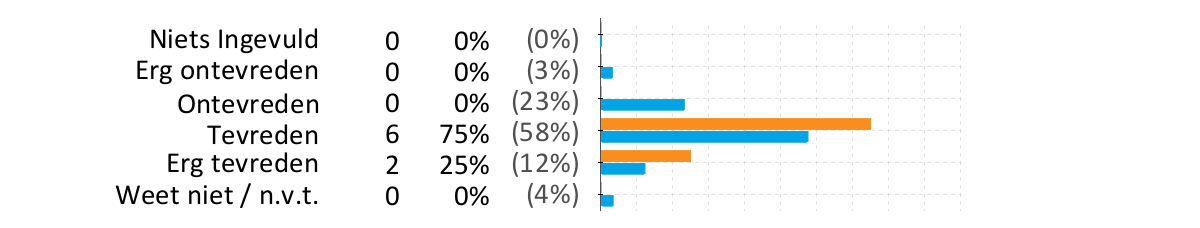 Niets Ingevuld 0 0% (0%)
Erg ontevreden 0 0% (3%)
Ontevreden 0 0% (23%)
Tevreden 6 75% (58%)
Erg tevreden 2 25% (12%)
Weet niet / n.v.t. 0 0% (4%)